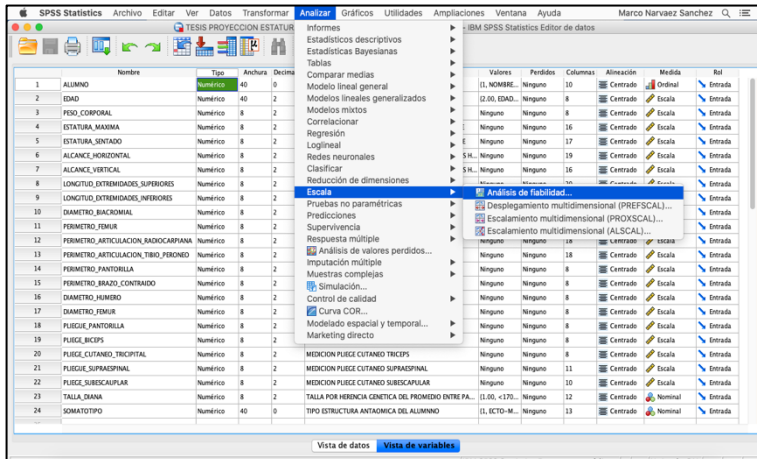 SPSS Statistics Archivo Editar Ver Datos Transformar Analizar Gráficos Utilidades Ampliaciones Ventana Ayuda Marco Narvaez Sanchez
TESIS PROYECCION ESTATUR - IBM SPSS Statistics Editor de datos
Informes
Estadísticos descriptivos
Estadísticas Bayesianas
Tablas
Comparar medias
Modelo lineal general
Modelos lineales generalizados
Modelos mixtos
Correlacionar
Regresión
Loglineal
Redes neuronales
Clasificar
Reducción de dimensiones
Escala
Pruebas no paramétricas
Predicciones
Supervivencia
Respuesta múltiple
Análisis de valores perdidos...
Imputación múltiple
Muestras complejas
Simulación...
Control de calidad
Curva COR...
Modelado espacial y temporal...
Marketing directo
Análisis de fiabilidad...
Desplegamiento multidimensional (PREFSCAL)...
Escalamiento multidimensional (PROXSCAL)...
Escalamiento multidimensional (ALSCAL)...
Nombre Tipo Anchura Decima Valores Perdidos Columnas Alineación Medida Rol
1 ALUMNO Numérico 40 0 {1, NOMBRE... Ninguno 10 Centrado Ordinal Entrada
2 EDAD Numérico 40 2 {2.00, EDAD... Ninguno 8 Centrado Escala Entrada
3 PESO_CORPORAL Numérico 8 2 Ninguno Ninguno 8 Centrado Escala Entrada
4 ESTATURA_MAXIMA Numérico 8 2 Ninguno Ninguno 16 Centrado Escala Entrada
5 ESTATURA_SENTADO Numérico 8 2 Ninguno Ninguno 17 Centrado Escala Entrada
6 ALCANCE_HORIZONTAL Numérico 8 2 Ninguno Ninguno 19 Centrado Escala Entrada
7 ALCANCE_VERTICAL Numérico 8 2 Ninguno Ninguno 16 Centrado Escala Entrada
8 LONGITUD_EXTREMIDADES_SUPERIORES Numérico 8 2
9 LONGITUD_EXTREMIDADES_INFERIORES Numérico 8 2
10 DIAMETRO_BIACROMIAL Numérico 8 2
11 PERIMETRO_FEMUR Numérico 8 2
12 PERIMETRO_ARTICULACION_RADIOCARPIANA Numérico 8 2 Ninguno Ninguno 18 Centrado Escala Entrada
13 PERIMETRO_ARTICULACION_TIBIO_PERONEO Numérico 8 2 Ninguno Ninguno 18 Centrado Escala Entrada
14 PERIMETRO_PANTORILLA Numérico 8 2 Ninguno Ninguno 8 Centrado Escala Entrada
15 PERIMETRO_BRAZO_CONTRAIDO Numérico 8 2 Ninguno Ninguno 8 Centrado Escala Entrada
16 DIAMETRO_HUMERO Numérico 8 2 Ninguno Ninguno 8 Centrado Escala Entrada
17 DIAMETRO_FEMUR Numérico 8 2 Ninguno Ninguno 8 Centrado Escala Entrada
18 PLIEGUE_PANTORILLA Numérico 8 2 Ninguno Ninguno 8 Centrado Escala Entrada
19 PLIEGE_BICEPS Numérico 8 2 Ninguno Ninguno 8 Centrado Escala Entrada
20 PLIEGE_CUTANEO_TRICIPITAL Numérico 8 2 MEDICION PLIEGE CUTANEO TRICEPS Ninguno Ninguno 8 Centrado Escala Entrada
21 PLIEGUE_SUPRAESPINAL Numérico 8 2 MEDICION PLIEGE CUTANEO SUPRAESPINAL Ninguno Ninguno 11 Centrado Escala Entrada
22 PLIEGE_SUBESCAUPLAR Numérico 8 2 MEDICION PLIEGE CUTANEO SUBESCAPULAR Ninguno Ninguno 10 Centrado Escala Entrada
23 TALLA_DIANA Numérico 8 2 TALLA POR HERENCIA GENETICA DEL PROMEDIO ENTRE PA... {1.00, <170... Ninguno 12 Centrado Nominal Entrada
24 SOMATOTIPO Numérico 40 0 TIPO ESTRUCTURA ANTAOMICA DEL ALUMNNO {1, ECTO-M... Ninguno 13 Centrado Nominal Entrada
Vista de datos Vista de variables